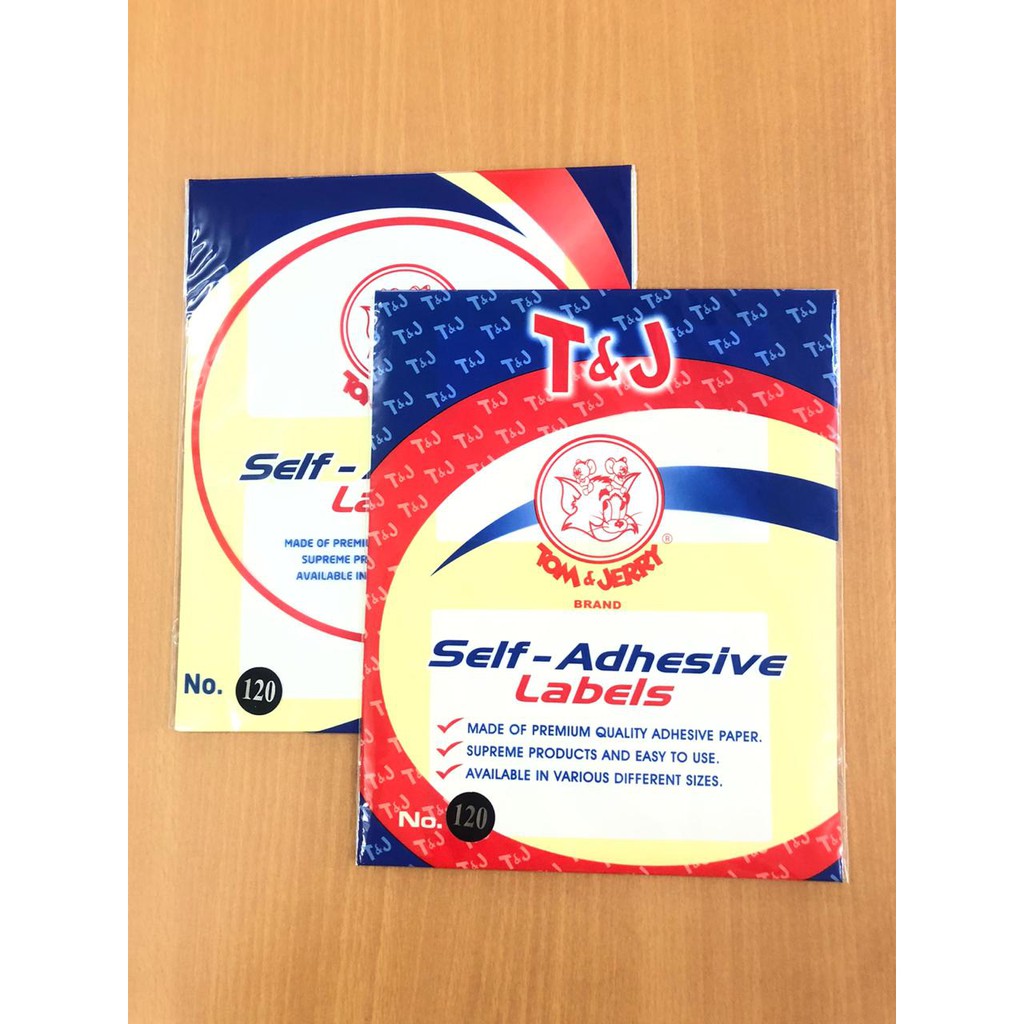 Self -
La
MADE OF PREMIU
SUPREME PR
AVAILABLE IN
No. 120
T&J
TOM & JERRY ®
BRAND
Self-Adhesive
Labels
MADE OF PREMIUM QUALITY ADHESIVE PAPER.
SUPREME PRODUCTS AND EASY TO USE.
AVAILABLE IN VARIOUS DIFFERENT SIZES.
No. 120